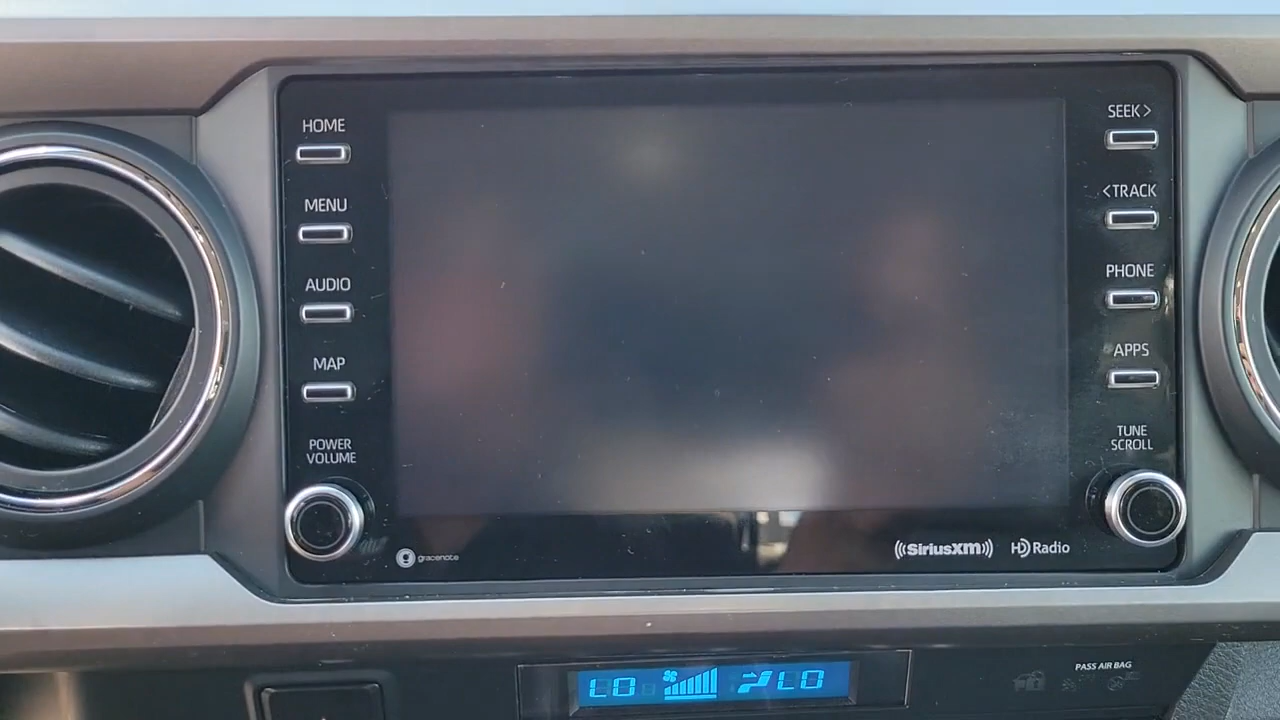 HOME
MENU
AUDIO
MAP
POWER
VOLUME
SEEK>
<TRACK
PHONE
APPS
TUNE
SCROLL
gracenote
SiriusXM
HD Radio
LO
LO
PASS AIR BAG